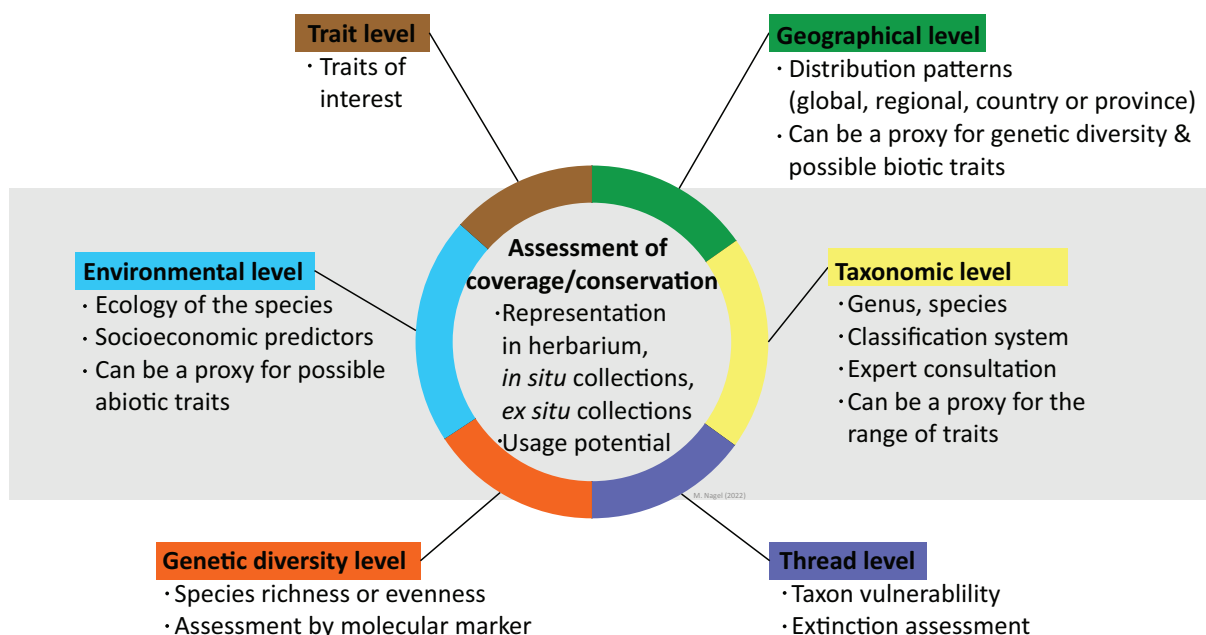 Trait level
· Traits of
interest
Geographical level
· Distribution patterns
(global, regional, country or province)
· Can be a proxy for genetic diversity &
possible biotic traits
Environmental level
· Ecology of the species
· Socioeconomic predictors
· Can be a proxy for possible
abiotic traits
Assessment of
coverage/conservation
· Representation
in herbarium,
in situ collections,
ex situ collections
· Usage potential
Taxonomic level
· Genus, species
· Classification system
· Expert consultation
· Can be a proxy for the
range of traits
M. Nagel (2022)
Genetic diversity level
· Species richness or evenness
· Assessment by molecular marker
Thread level
· Taxon vulnerablility
· Extinction assessment